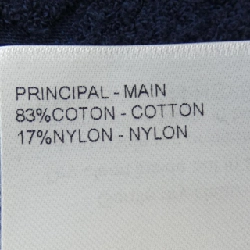 PRINCIPAL - MAIN
83%COTON - COTTON
17%NYLON - NYLON